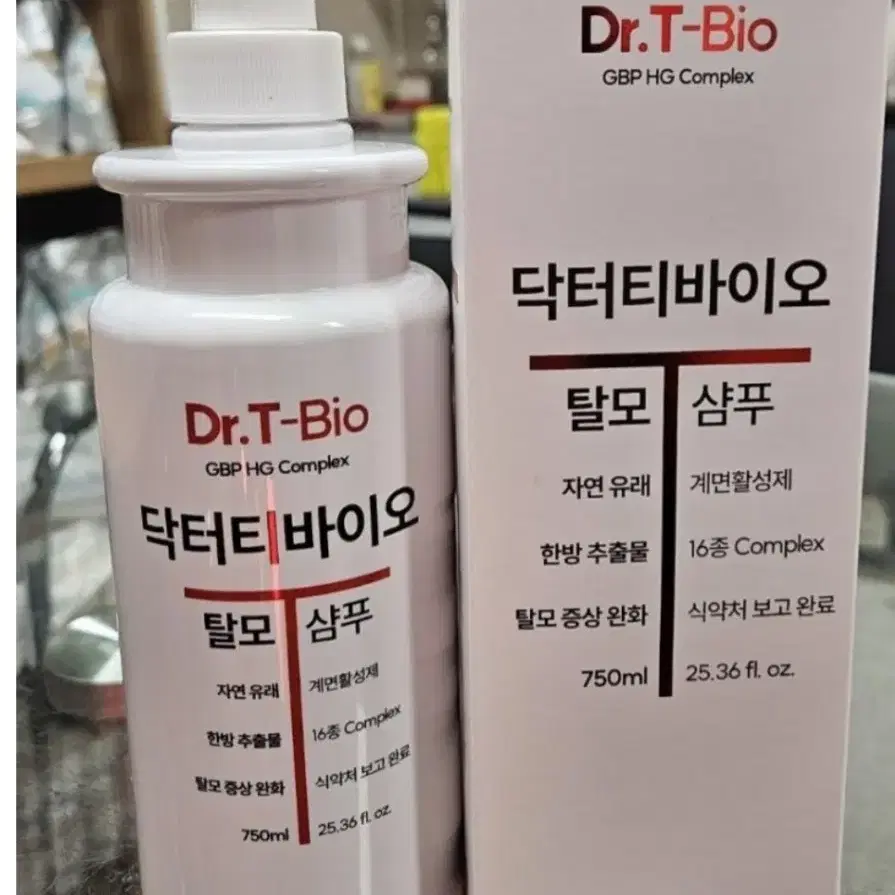 Dr.T-Bio
GBP HG Complex
닥터티바이오
탈모 샴푸
자연 유래 계면활성제
한방 추출물 16종 Complex
탈모 증상 완화 식약처 보고 완료
750ml 25.36 fl. oz.
Dr.T-Bio
GBP HG Complex
닥터티바이오
탈모 샴푸
자연 유래 계면활성제
한방 추출물 16종 Complex
탈모 증상 완화 식약처 보고 완료
750ml 25.36 fl. oz.